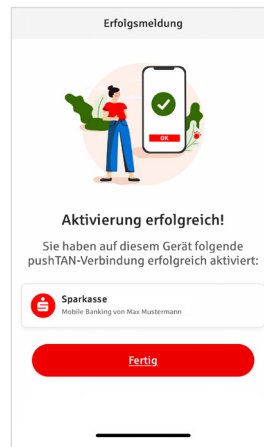 Erfolgsmeldung
OK
Aktivierung erfolgreich!
Sie haben auf diesem Gerät folgende
pushTAN-Verbindung erfolgreich aktiviert:
Sparkasse
Mobile Banking von Max Mustermann
Fertig